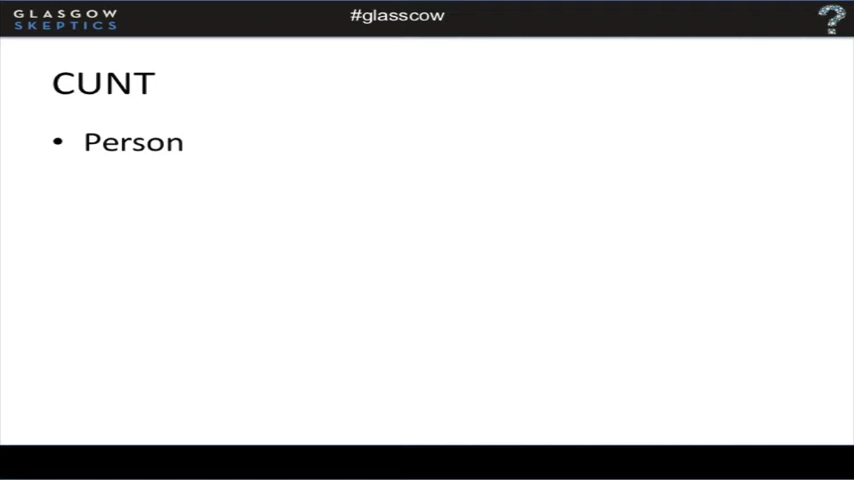 GLASGOW
SKEPTICS
#glasscow
?
CUNT
• Person